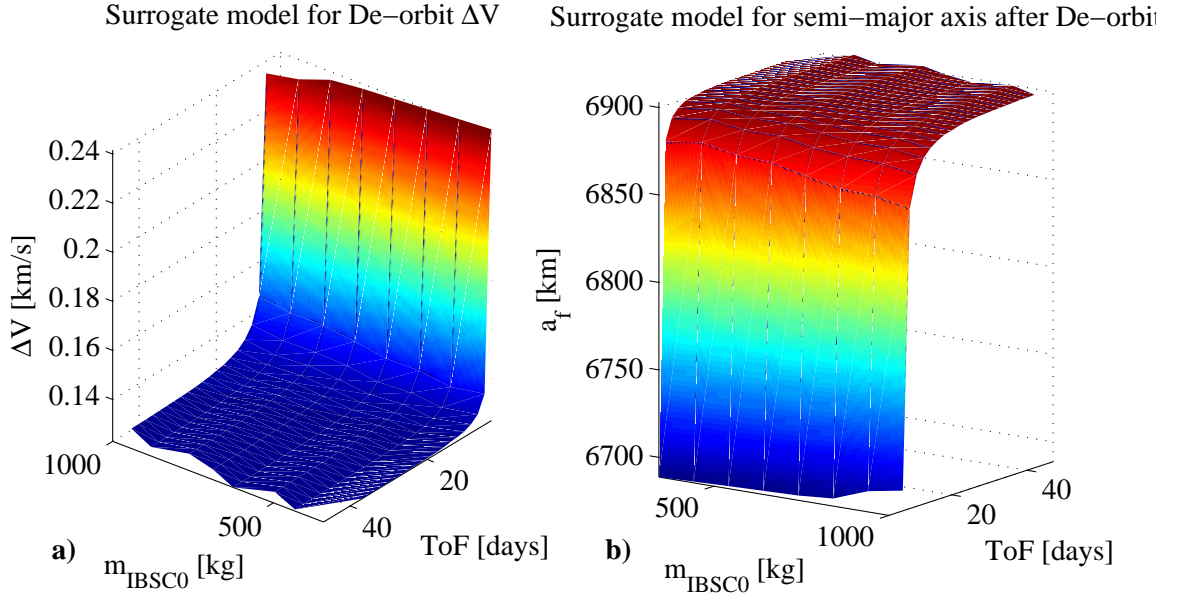 Surrogate model for De−orbit ΔV
0.24
0.22
0.2
0.18
0.16
0.14
ΔV [km/s]
1000
500
20
40
m_IBSC0 [kg]
ToF [days]
a)
Surrogate model for semi−major axis after De−orbit
6900
6850
6800
6750
6700
a_f [km]
500
1000
20
40
m_IBSC0 [kg]
ToF [days]
b)